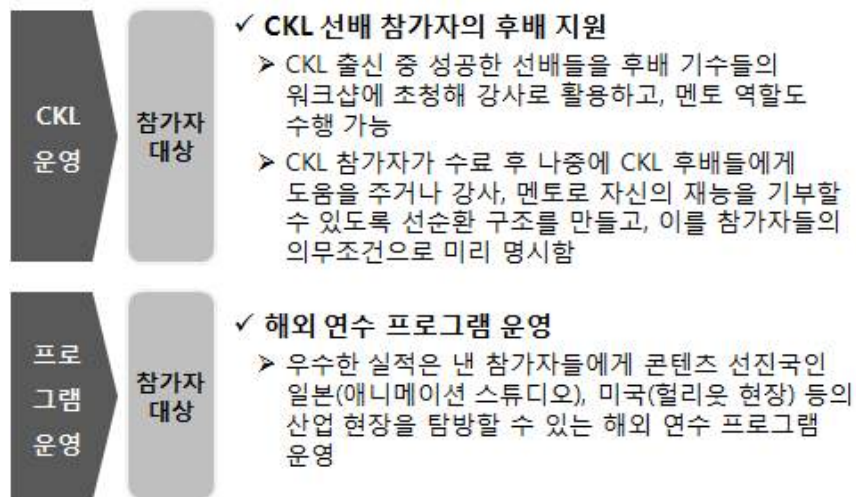 CKL
운영
참가자
대상
✓ CKL 선배 참가자의 후배 지원
➤ CKL 출신 중 성공한 선배들을 후배 기수들의
워크샵에 초청해 강사로 활용하고, 멘토 역할도
수행 가능
➤ CKL 참가자가 수료 후 나중에 CKL 후배들에게
도움을 주거나 강사, 멘토로 자신의 재능을 기부할
수 있도록 선순환 구조를 만들고, 이를 참가자들의
의무조건으로 미리 명시함
프로
그램
운영
참가자
대상
✓ 해외 연수 프로그램 운영
➤ 우수한 실적은 낸 참가자들에게 콘텐츠 선진국인
일본(애니메이션 스튜디오), 미국(헐리웃 현장) 등의
산업 현장을 탐방할 수 있는 해외 연수 프로그램
운영